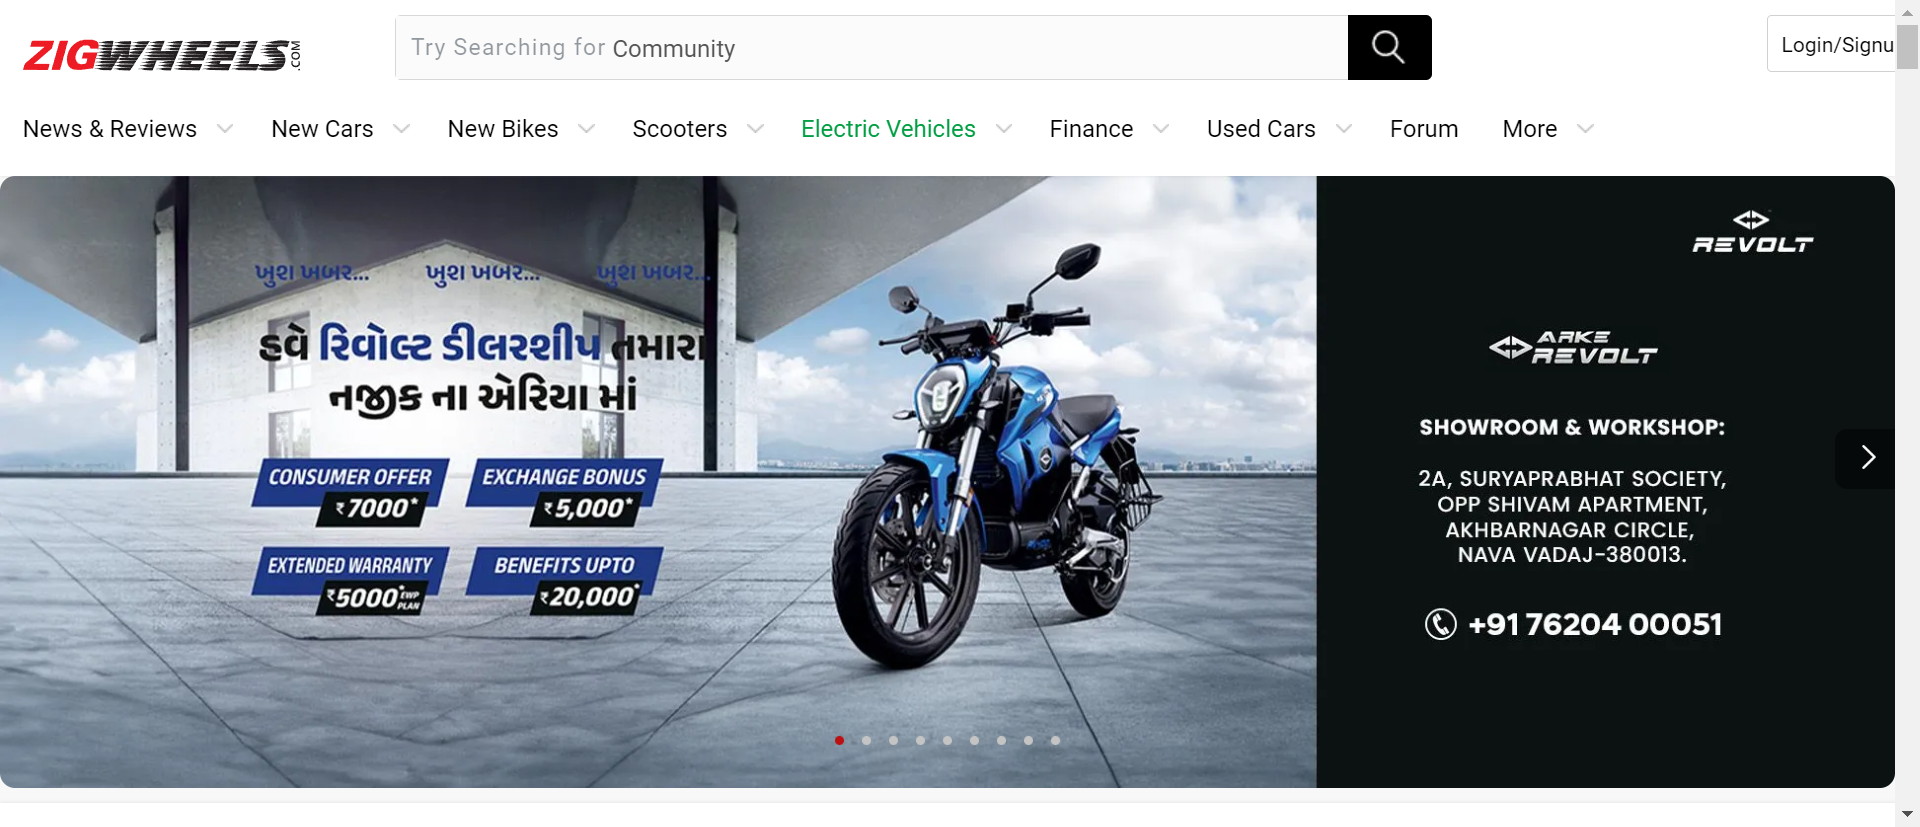 ZIGWHEELS.COM
Try Searching for Community
Login/Signu
News & Reviews
New Cars
New Bikes
Scooters
Electric Vehicles
Finance
Used Cars
Forum
More
ખુશ ખબર... ખુશ ખબર... ખુશ ખબર...
હવે રિવોલ્ટ ડીલરશીપ તમારા
નજીક ના એરિયા માં
CONSUMER OFFER
₹7000*
EXCHANGE BONUS
₹5,000*
EXTENDED WARRANTY
₹5000* EWP PLAN
BENEFITS UPTO
₹20,000*
REVOLT
ARKE
REVOLT
SHOWROOM & WORKSHOP:
2A, SURYAPRABHAT SOCIETY,
OPP SHIVAM APARTMENT,
AKHBARNAGAR CIRCLE,
NAVA VADAJ-380013.
+91 76204 00051